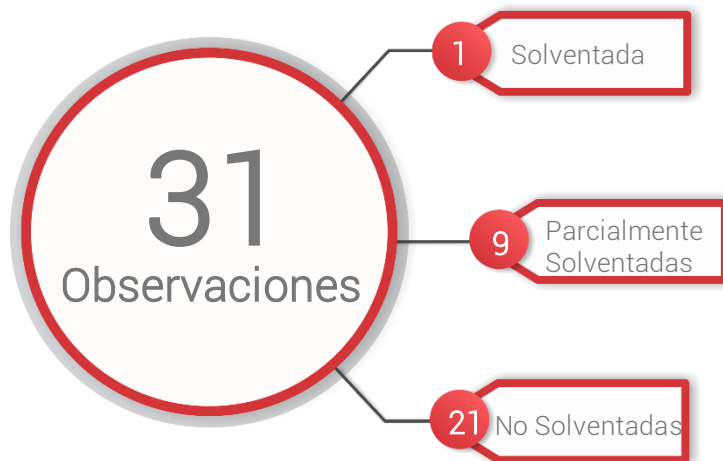 31
Observaciones
1
Solventada
9
Parcialmente
Solventadas
21
No Solventadas